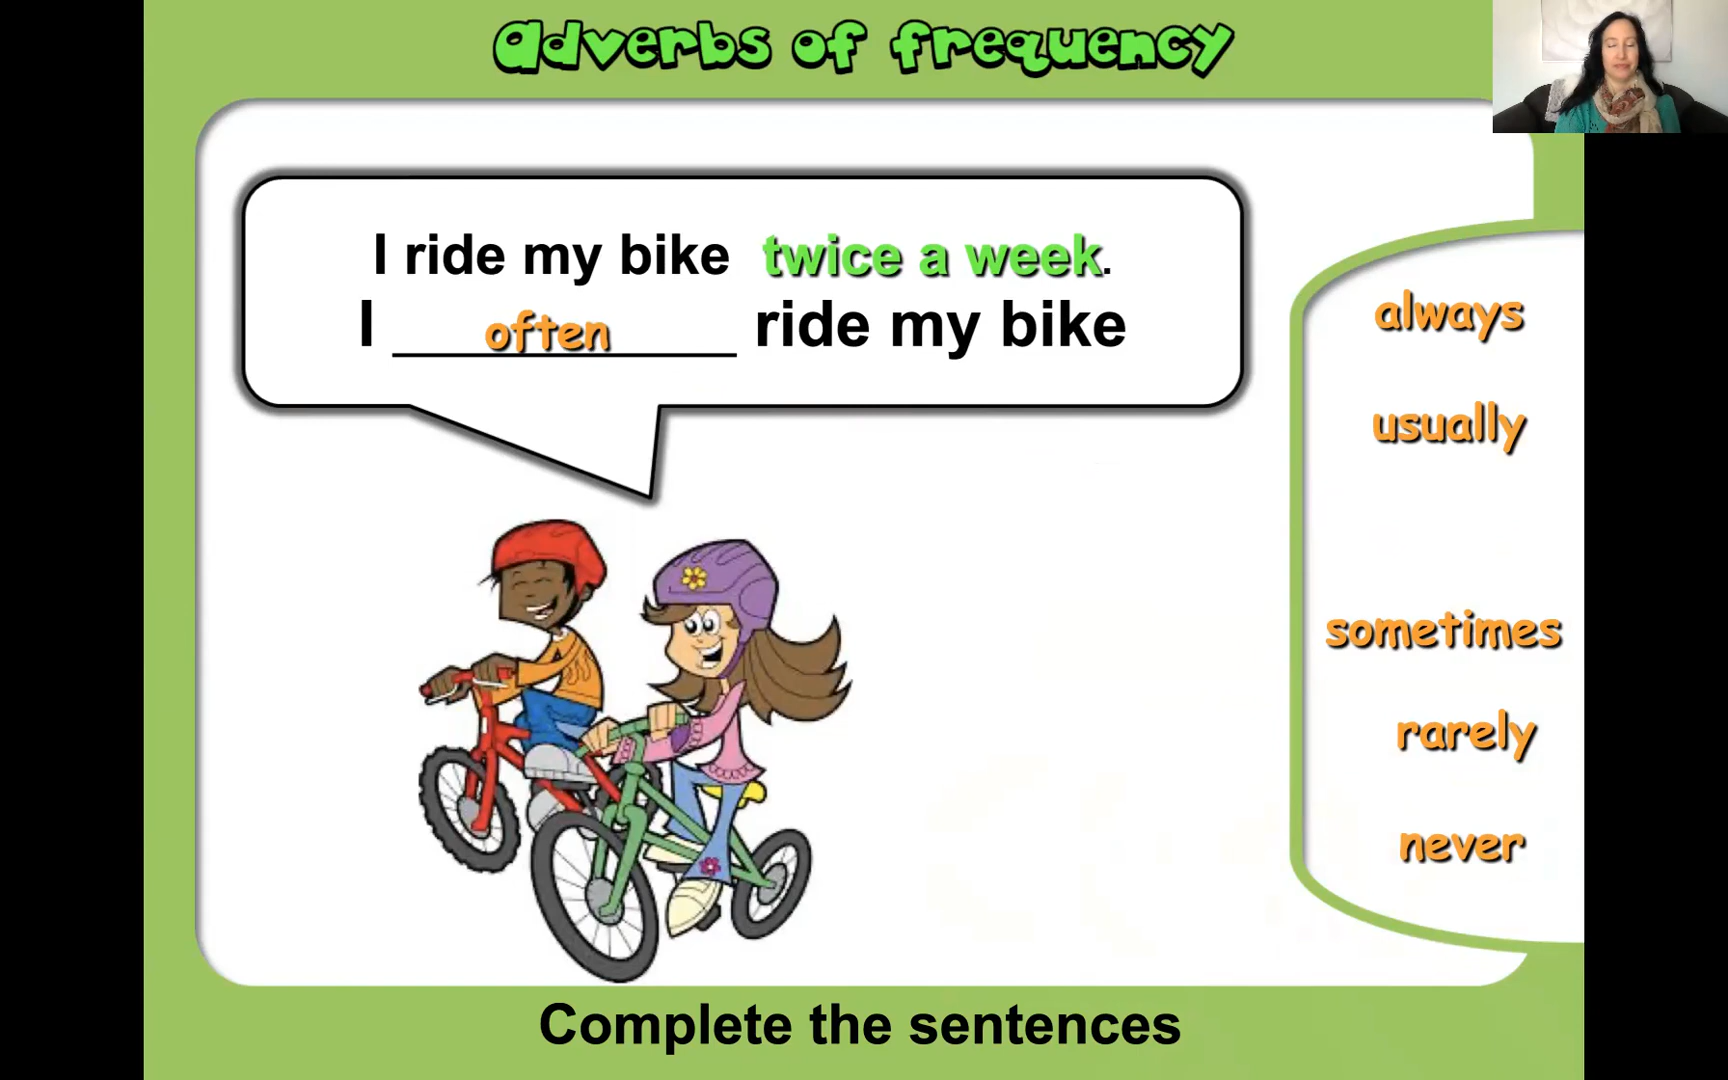 adverbs of frequency
I ride my bike twice a week.
I often ride my bike
always
usually
sometimes
rarely
never
Complete the sentences